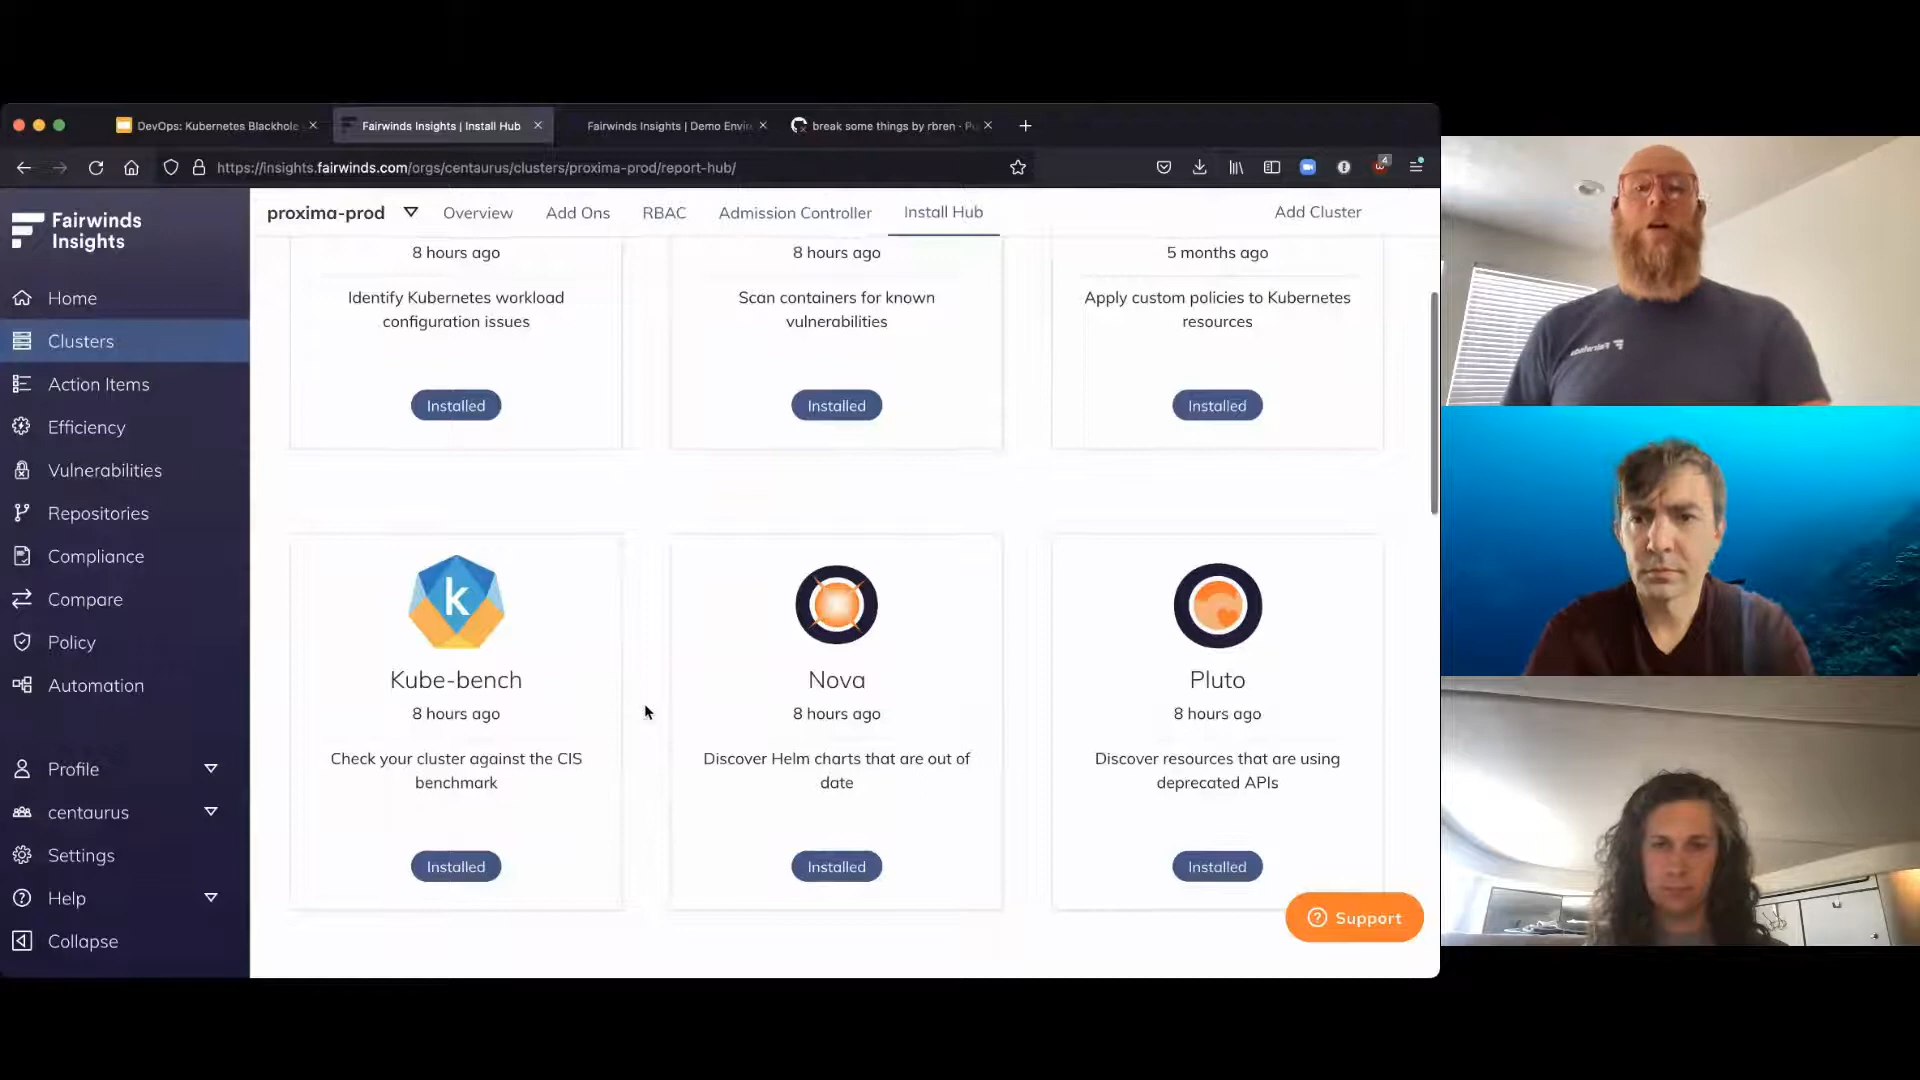 DevOps: Kubernetes Blackhole
Fairwinds Insights | Install Hub
Fairwinds Insights | Demo Envir
break some things by rbren · Pu
https://insights.fairwinds.com/orgs/centaurus/clusters/proxima-prod/report-hub/
4
Fairwinds
Insights
proxima-prod
Overview
Add Ons
RBAC
Admission Controller
Install Hub
Add Cluster
Home
Clusters
Action Items
Efficiency
Vulnerabilities
Repositories
Compliance
Compare
Policy
Automation
Profile
centaurus
Settings
Help
Collapse
8 hours ago
Identify Kubernetes workload
configuration issues
Installed
8 hours ago
Scan containers for known
vulnerabilities
Installed
5 months ago
Apply custom policies to Kubernetes
resources
Installed
k
Kube-bench
8 hours ago
Check your cluster against the CIS
benchmark
Installed
Nova
8 hours ago
Discover Helm charts that are out of
date
Installed
Pluto
8 hours ago
Discover resources that are using
deprecated APIs
Installed
Support
Fairwinds